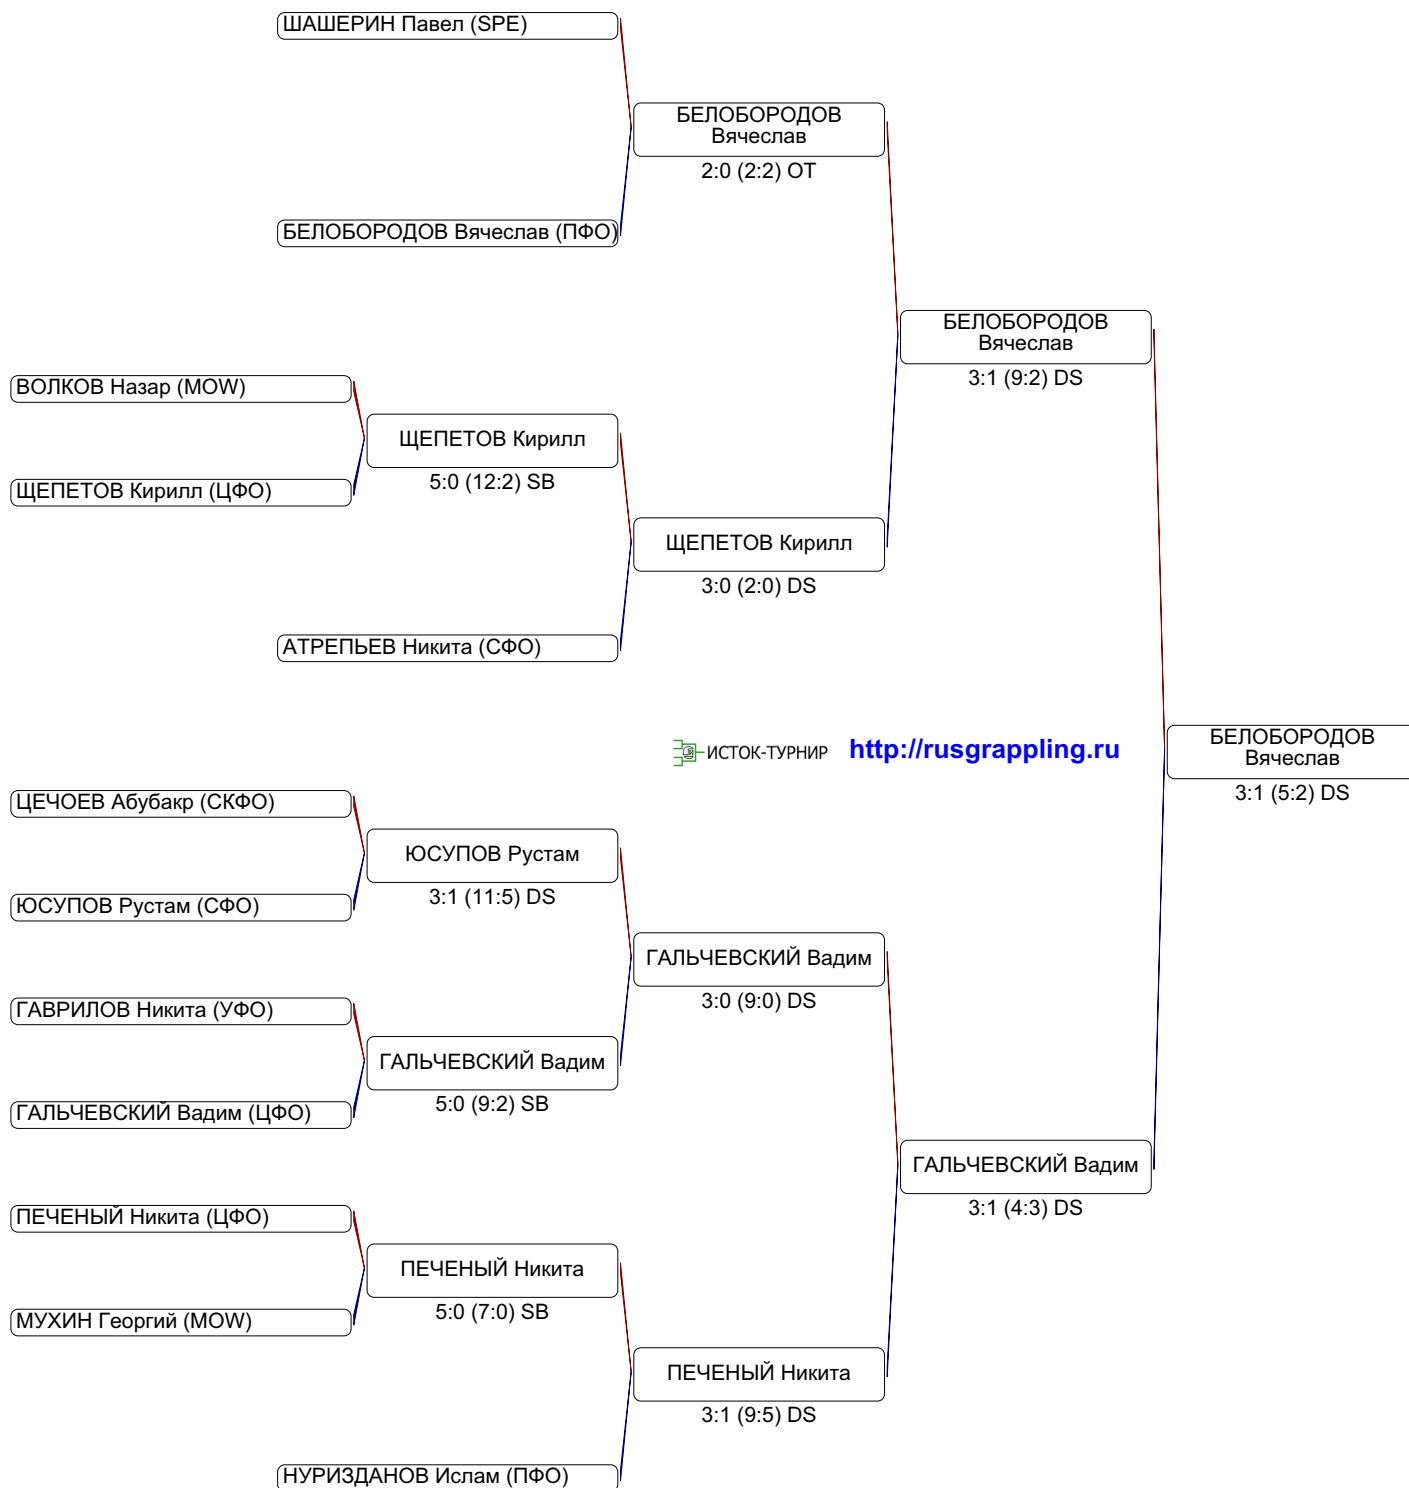 ШАШЕРИН Павел (SPE)
БЕЛОБОРОДОВ
Вячеслав
2:0 (2:2) OT
БЕЛОБОРОДОВ Вячеслав (ПФО)
БЕЛОБОРОДОВ
Вячеслав
3:1 (9:2) DS
ВОЛКОВ Назар (MOW)
ЩЕПЕТОВ Кирилл
5:0 (12:2) SB
ЩЕПЕТОВ Кирилл (ЦФО)
ЩЕПЕТОВ Кирилл
3:0 (2:0) DS
АТРЕПЬЕВ Никита (СФО)
ИСТОК-ТУРНИР http://rusgrappling.ru
БЕЛОБОРОДОВ
Вячеслав
3:1 (5:2) DS
ЦЕЧОЕВ Абубакр (СКФО)
ЮСУПОВ Рустам
3:1 (11:5) DS
ЮСУПОВ Рустам (СФО)
ГАЛЬЧЕВСКИЙ Вадим
3:0 (9:0) DS
ГАВРИЛОВ Никита (УФО)
ГАЛЬЧЕВСКИЙ Вадим
5:0 (9:2) SB
ГАЛЬЧЕВСКИЙ Вадим (ЦФО)
ГАЛЬЧЕВСКИЙ Вадим
3:1 (4:3) DS
ПЕЧЕНЫЙ Никита (ЦФО)
ПЕЧЕНЫЙ Никита
5:0 (7:0) SB
МУХИН Георгий (MOW)
ПЕЧЕНЫЙ Никита
3:1 (9:5) DS
НУРИЗДАНОВ Ислам (ПФО)